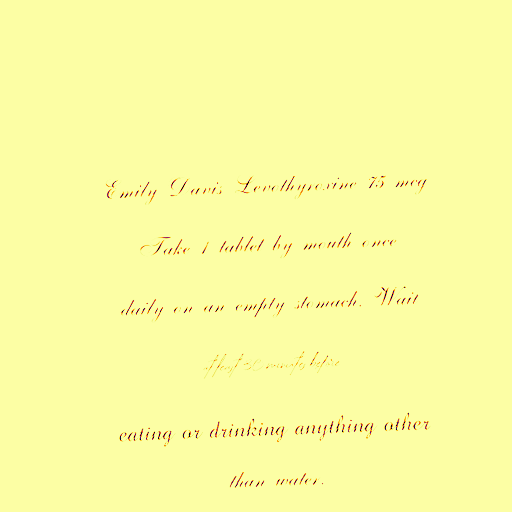 Emily Davis Levothyroxine 75 mcg
Take 1 tablet by mouth once
daily on an empty stomach. Wait
eating or drinking anything other
than water.